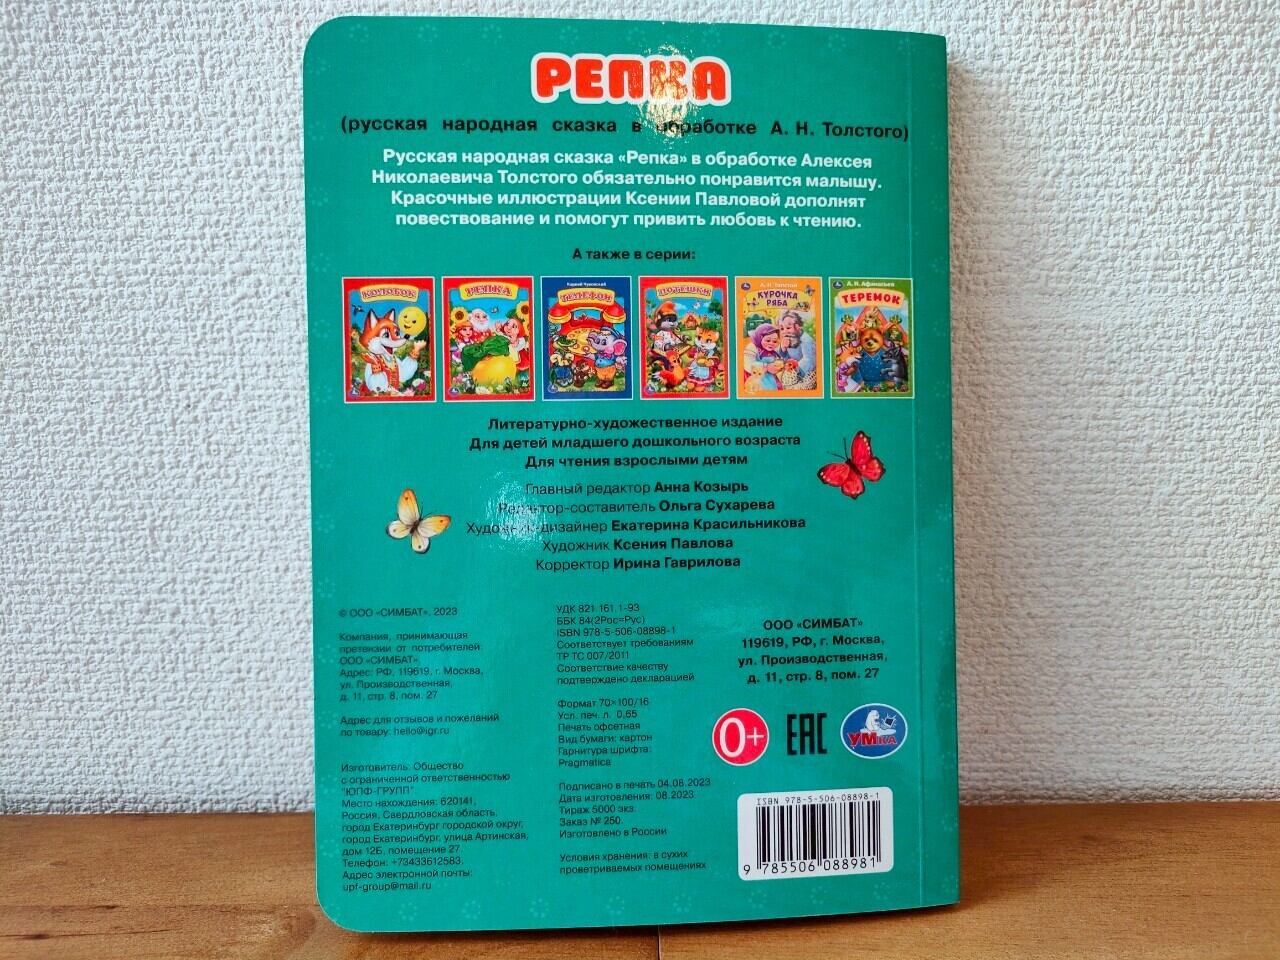 РЕПКА
(русская народная сказка в обработке А. Н. Толстого)
Русская народная сказка «Репка» в обработке Алексея
Николаевича Толстого обязательно понравится малышу.
Красочные иллюстрации Ксении Павловой дополнят
повествование и помогут привить любовь к чтению.
А также в серии:
КОЛОБОК
РЕПКА
Корней Чуковский
ТЕЛЕФОН
ПОТЕШКИ
А. Н. Толстой
КУРОЧКА
РЯБА
А. Н. Афанасьев
ТЕРЕМОК
Литературно-художественное издание
Для детей младшего дошкольного возраста
Для чтения взрослыми детям
Главный редактор Анна Козырь
Редактор-составитель Ольга Сухарева
Художник-дизайнер Екатерина Красильникова
Художник Ксения Павлова
Корректор Ирина Гаврилова
© ООО «СИМБАТ», 2023
Компания, принимающая
претензии от потребителей:
ООО «СИМБАТ».
Адрес: РФ, 119619, г. Москва,
ул. Производственная,
д. 11, стр. 8, пом. 27
Адрес для отзывов и пожеланий
по товару: hello@igr.ru
Изготовитель: Общество
с ограниченной ответственностью
"ЮПФ-ГРУПП"
Место нахождения: 620141,
Россия, Свердловская область,
город Екатеринбург городской округ,
город Екатеринбург, улица Артинская,
дом 12Б, помещение 27
Телефон: +73433612583,
Адрес электронной почты:
upf-group@mail.ru
УДК 821.161.1-93
ББК 84(2Рос=Рус)
ISBN 978-5-506-08898-1
Соответствует требованиям
ТР ТС 007/2011
Соответствие качеству
подтверждено декларацией
Формат 70×100/16
Усл. печ. л. 0,65
Печать офсетная
Вид бумаги: картон
Гарнитура шрифта:
Pragmatica
Подписано в печать 04.08.2023
Дата изготовления: 08.2023
Тираж 5000 экз.
Заказ № 250.
Изготовлено в России
Условия хранения: в сухих
проветриваемых помещениях
ООО «СИМБАТ»
119619, РФ, г. Москва,
ул. Производственная,
д. 11, стр. 8, пом. 27
0+
EAC
УМка
ISBN 978-5-506-08898-1
9 785506 088981